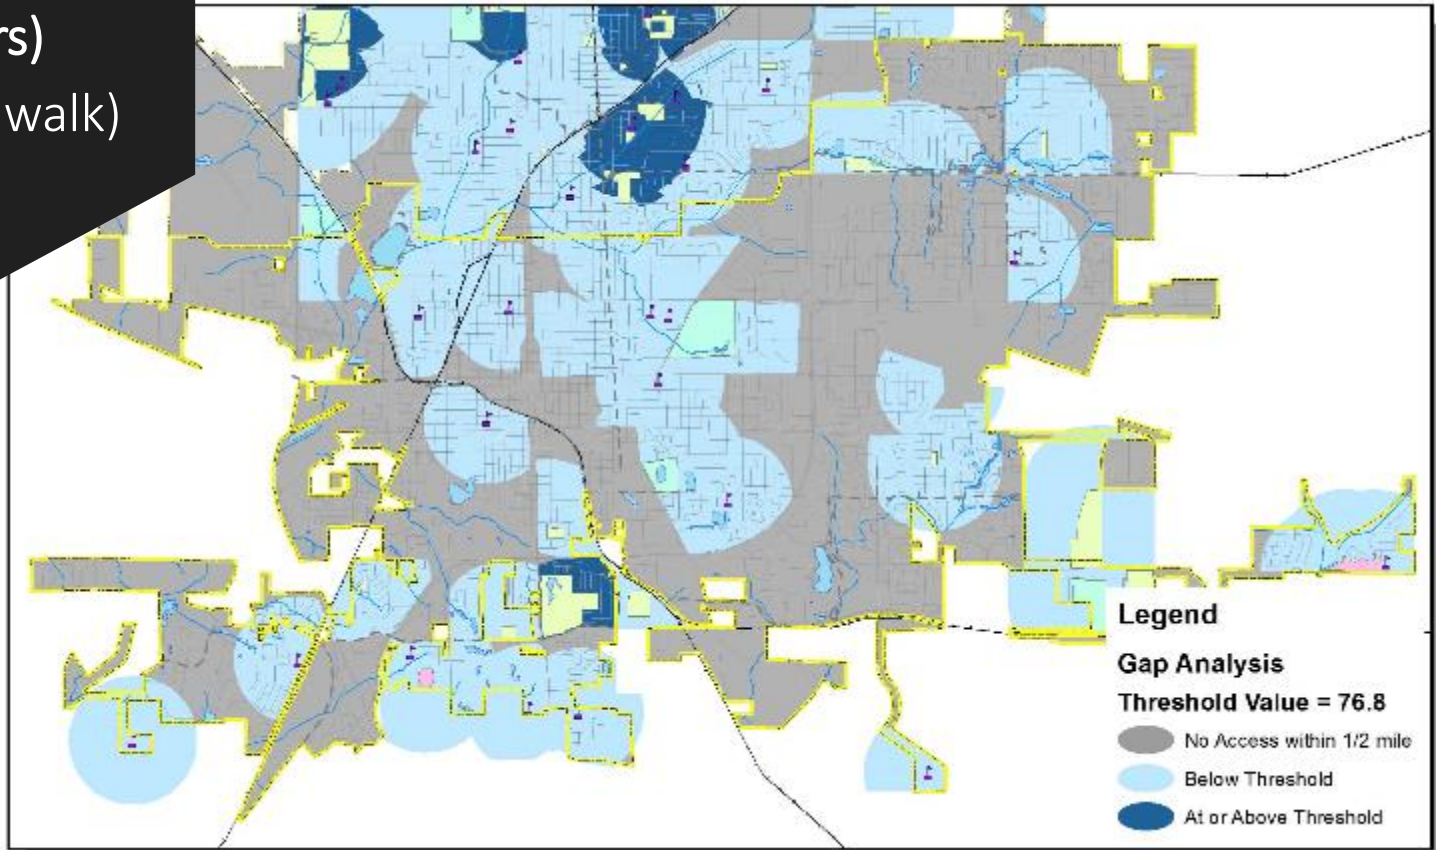 rs)
walk)
Legend
Gap Analysis
Threshold Value = 76.8
No Access within 1/2 mile
Below Threshold
At or Above Threshold